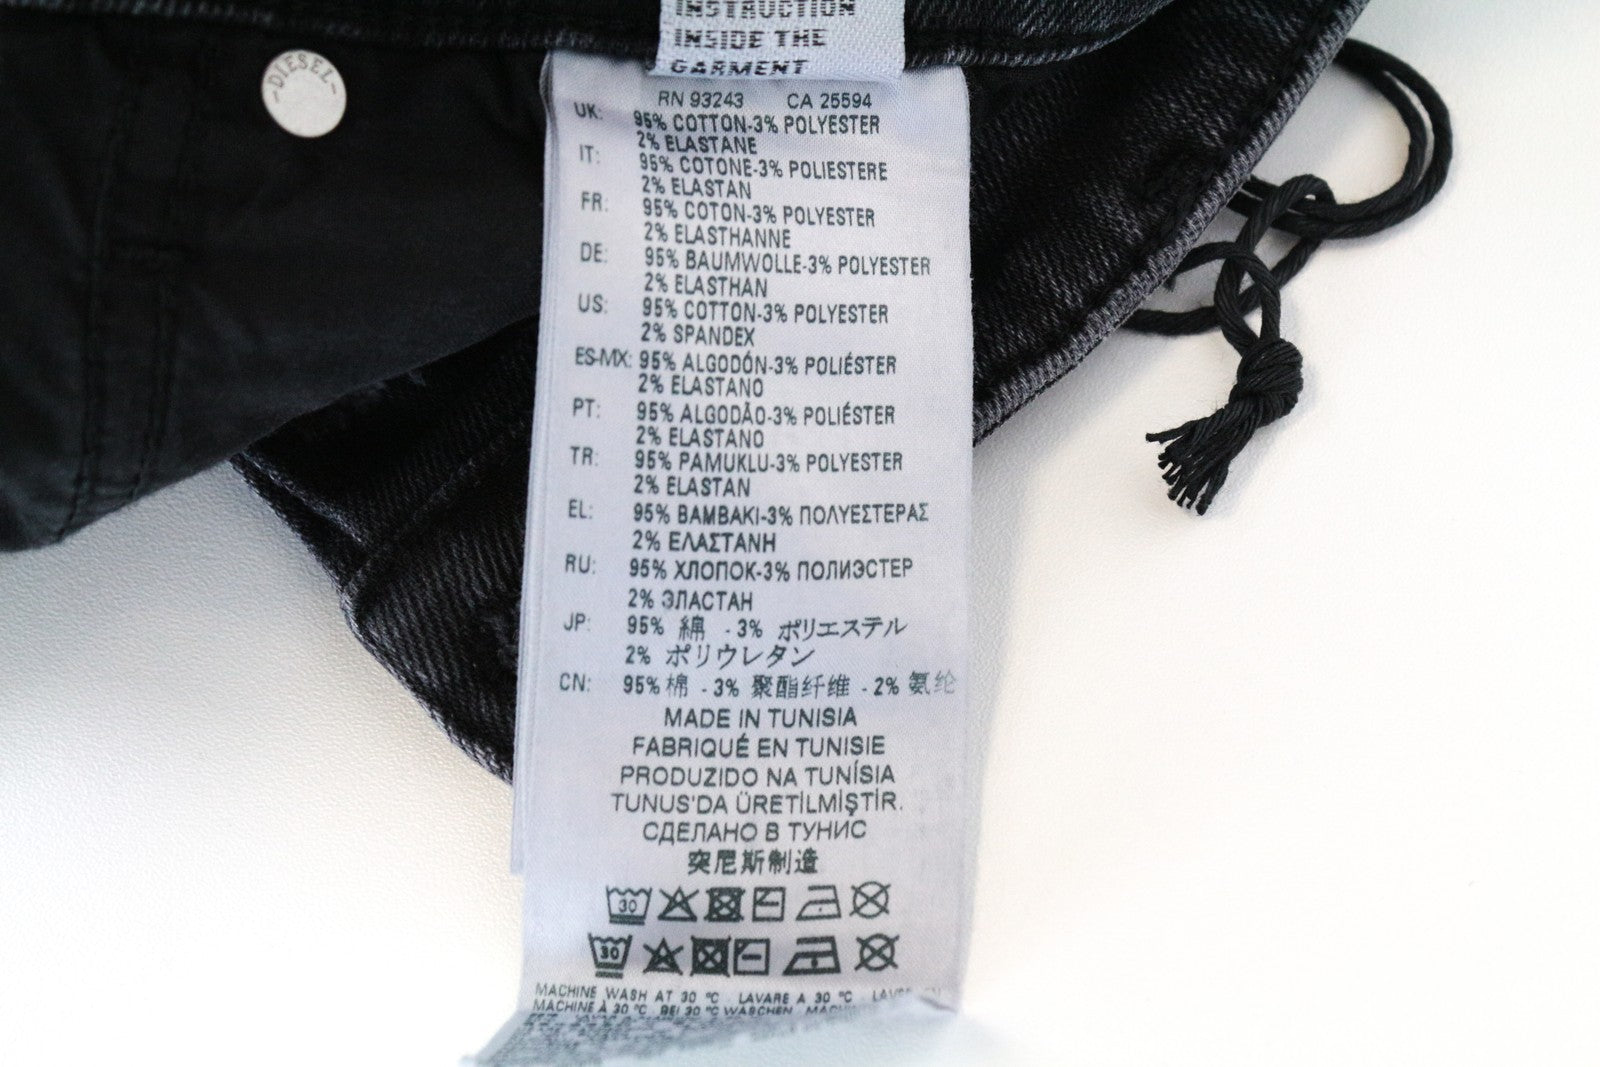 INSTRUCTION
INSIDE THE
GARMENT
-DIESEL-
RN 93243 CA 25594
UK: 95% COTTON-3% POLYESTER
2% ELASTANE
IT: 95% COTONE-3% POLIESTERE
2% ELASTAN
FR: 95% COTON-3% POLYESTER
2% ELASTHANNE
DE: 95% BAUMWOLLE-3% POLYESTER
2% ELASTHAN
US: 95% COTTON-3% POLYESTER
2% SPANDEX
ES-MX: 95% ALGODÓN-3% POLIÉSTER
2% ELASTANO
PT: 95% ALGODÃO-3% POLIÉSTER
2% ELASTANO
TR: 95% PAMUKLU-3% POLYESTER
2% ELASTAN
EL: 95% ΒΑΜΒΑΚΙ-3% ΠΟΛΥΕΣΤΕΡΑΣ
2% ΕΛΑΣΤΑΝΗ
RU: 95% ХЛОПОК-3% ПОЛИЭСТЕР
2% ЭЛАСТАН
JP: 95% 綿 - 3% ポリエステル
2% ポリウレタン
CN: 95% 棉 - 3% 聚酯纤维 - 2% 氨纶
MADE IN TUNISIA
FABRIQUÉ EN TUNISIE
PRODUZIDO NA TUNÍSIA
TUNUS'DA ÜRETİLMİŞTİR.
СДЕЛАНО В ТУНИС
突尼斯制造
30
30
MACHINE WASH AT 30 °C . LAVARE A 30 °C
MACHINE À 30 °C . BEI 30 °C WASCHEN .